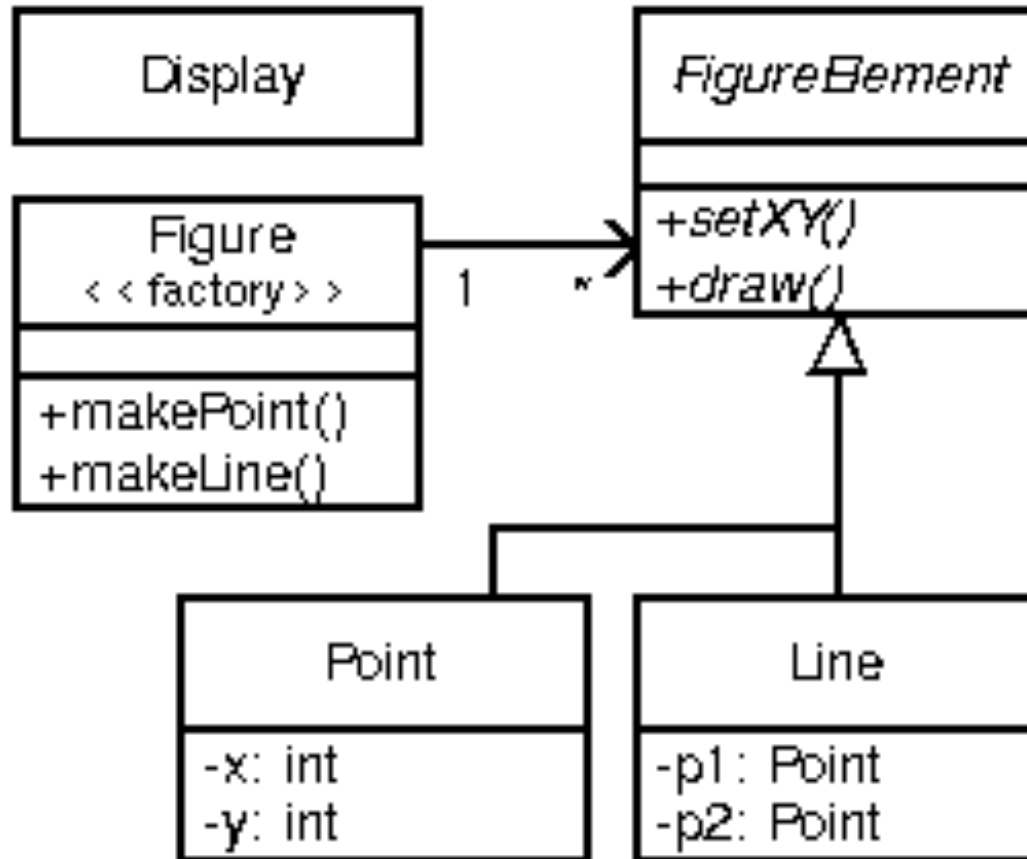 Display
FigureElement
+setXY()
+draw()
Figure
<<factory>>
1
*
+makePoint()
+makeLine()
Point
-x: int
-y: int
Line
-p1: Point
-p2: Point